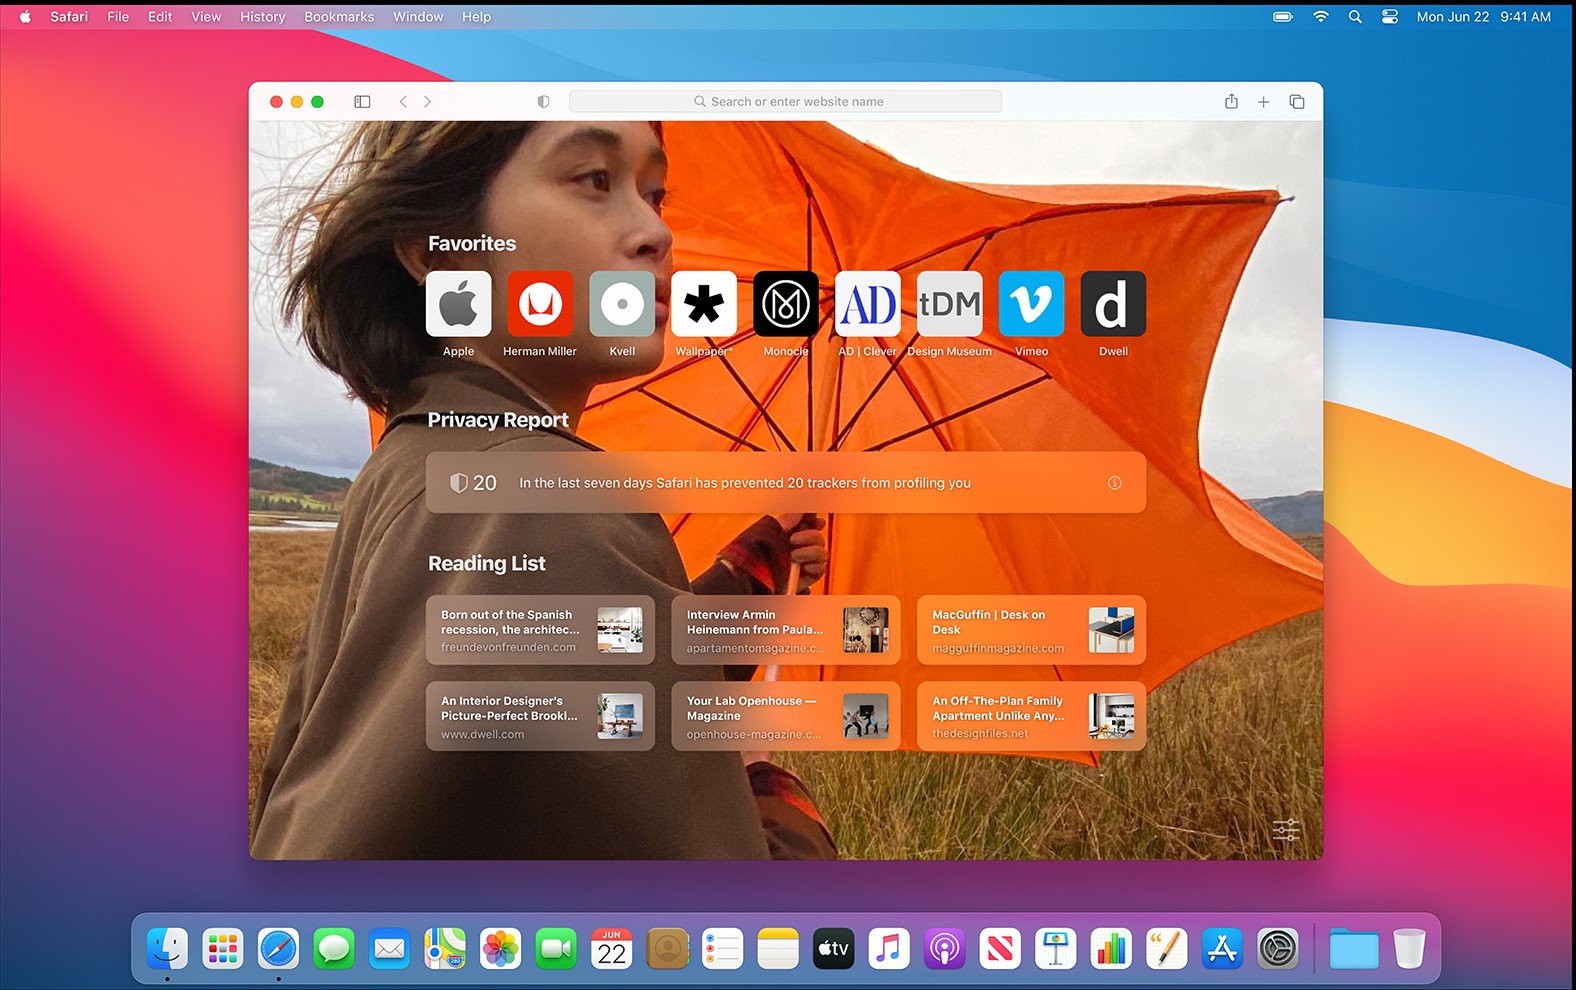 Safari File Edit View History Bookmarks Window Help
Mon Jun 22 9:41 AM
Search or enter website name
Favorites
AD
tDM
d
Apple
Herman Miller
Kvell
Wallpaper*
Monocle
AD | Clever
Design Museum
Vimeo
Dwell
Privacy Report
20 In the last seven days Safari has prevented 20 trackers from profiling you
Reading List
Born out of the Spanish
recession, the architec...
freundevonfreunden.com
Interview Armin
Heinemann from Paula...
apartamentomagazine.c...
MacGuffin | Desk on
Desk
magguffinmagazine.com
An Interior Designer's
Picture-Perfect Brookl...
www.dwell.com
Your Lab Openhouse —
Magazine
openhouse-magazine.c...
An Off-The-Plan Family
Apartment Unlike Any...
thedesignfiles.net
280
JUN
22
tv